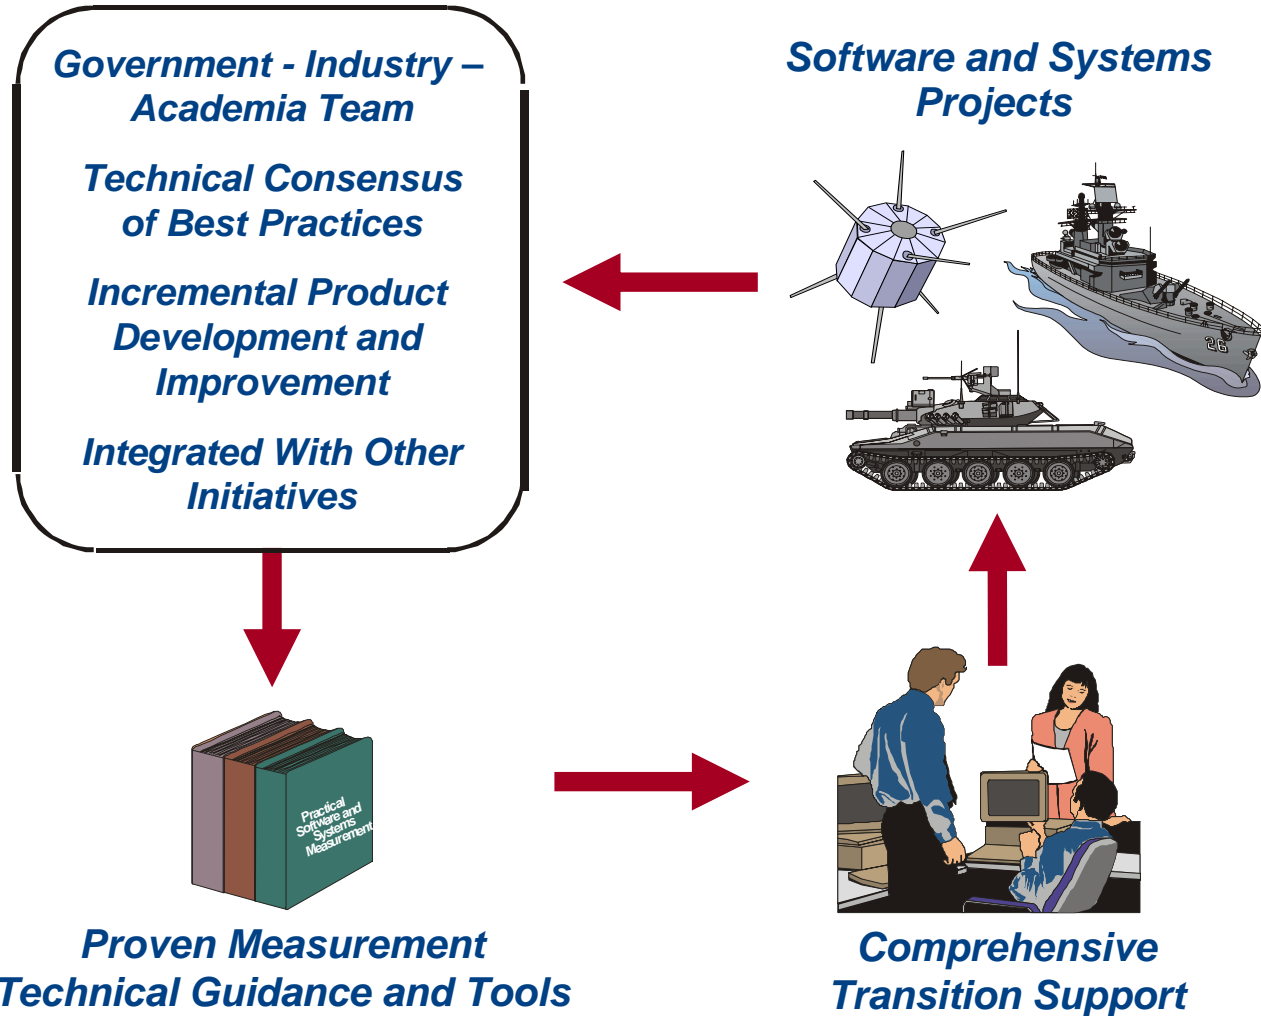 Government - Industry –
Academia Team
Technical Consensus
of Best Practices
Incremental Product
Development and
Improvement
Integrated With Other
Initiatives
Software and Systems
Projects
26
Practical
Software and
Systems
Measurement
Proven Measurement
Technical Guidance and Tools
Comprehensive
Transition Support